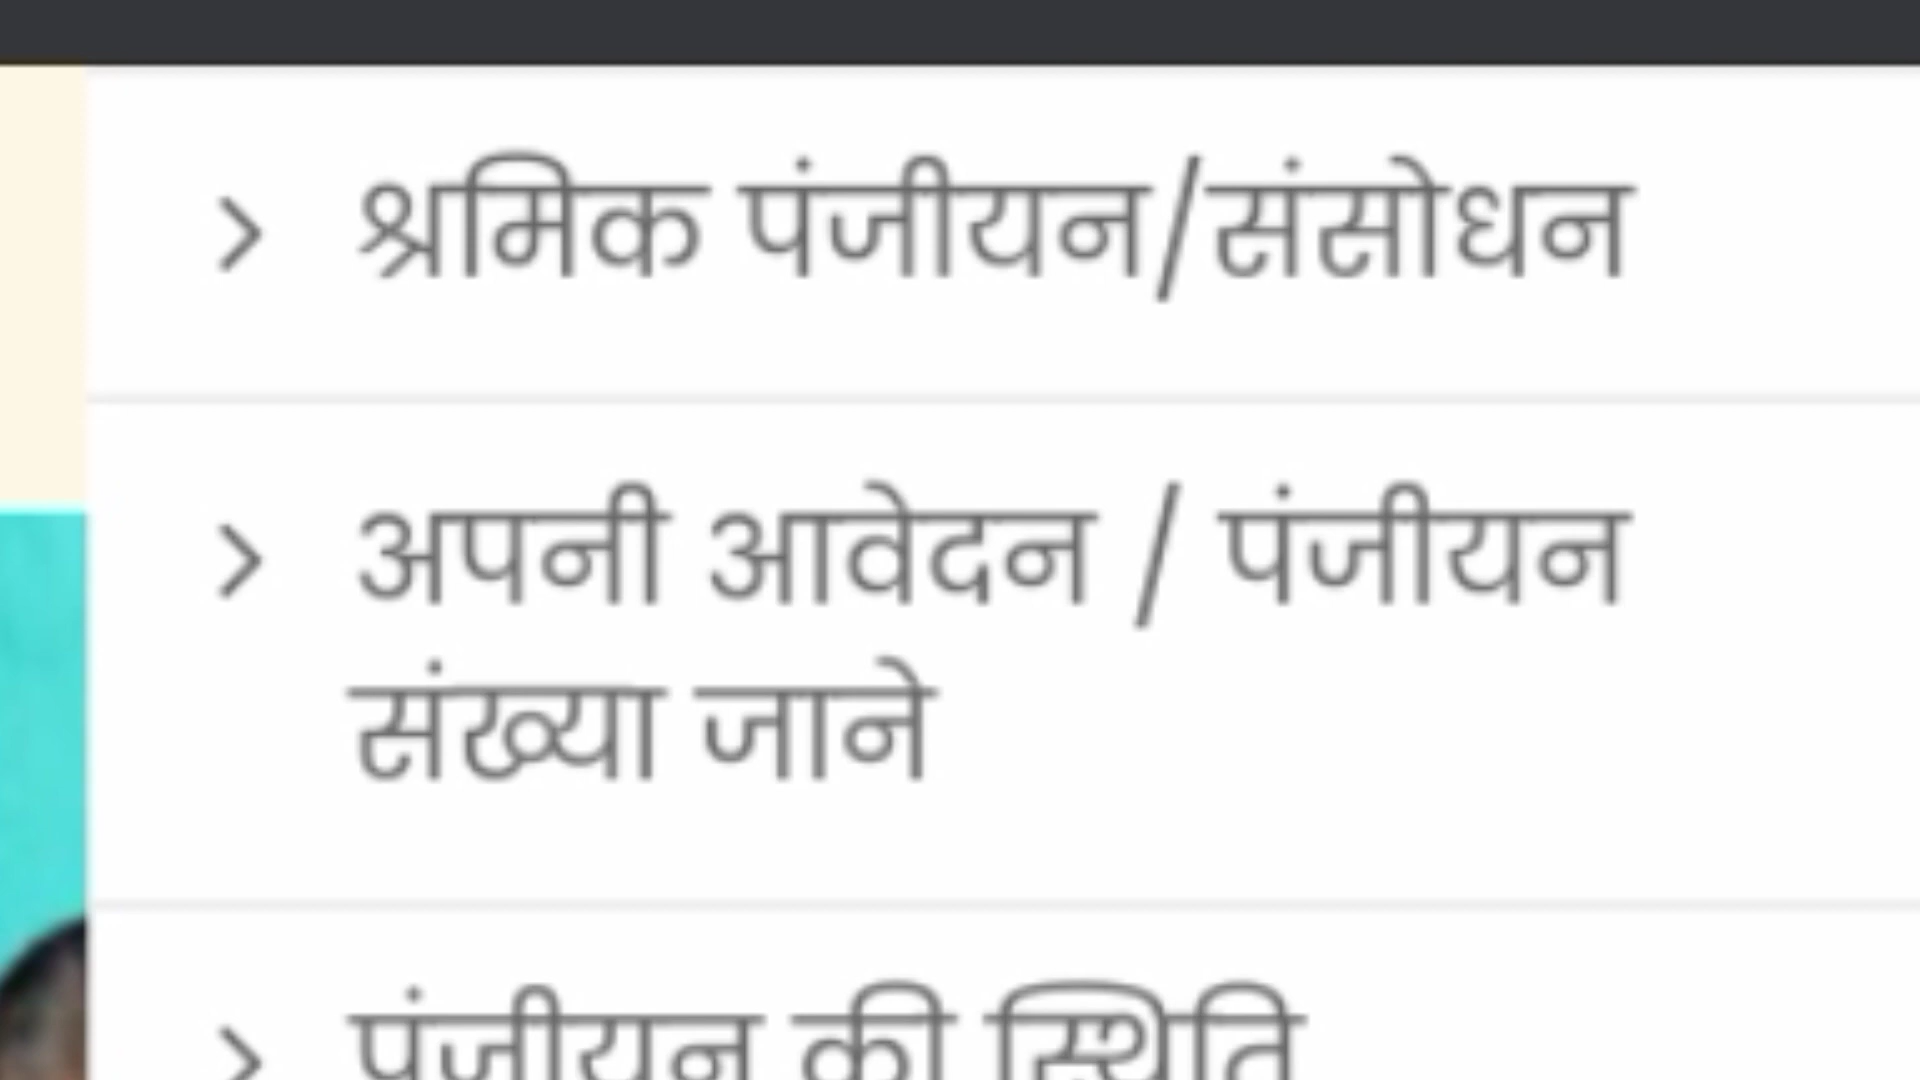 श्रमिक पंजीयन/संसोधन
अपनी आवेदन / पंजीयन
संख्या जाने
पंजीयन की स्थिति